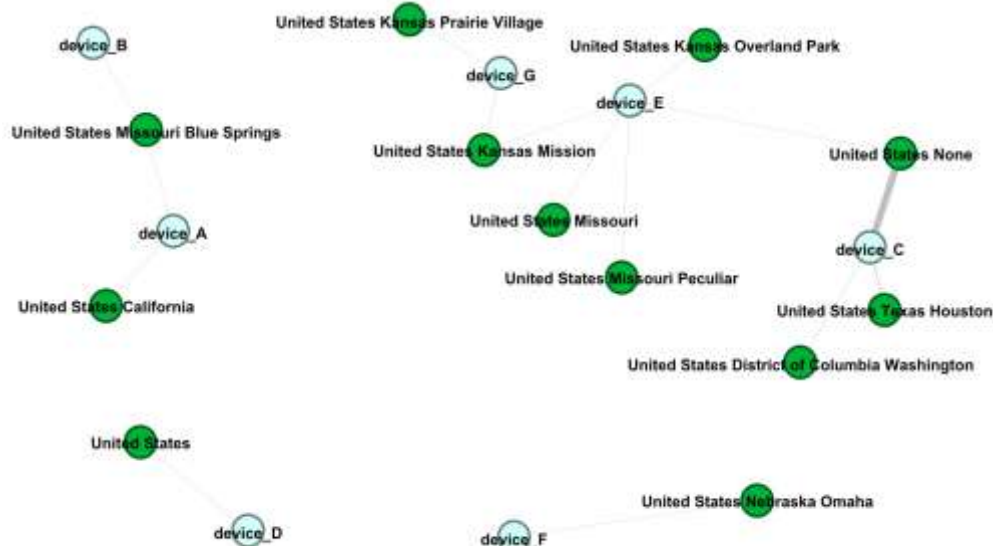 United States Kansas Prairie Village
device_B
United States Kansas Overland Park
device_G
device_E
United States Missouri Blue Springs
United States Kansas Mission
United States None
United States Missouri
device_A
device_C
United States Missouri Peculiar
United States California
United States Texas Houston
United States District of Columbia Washington
United States
United States Nebraska Omaha
device_D
device_F